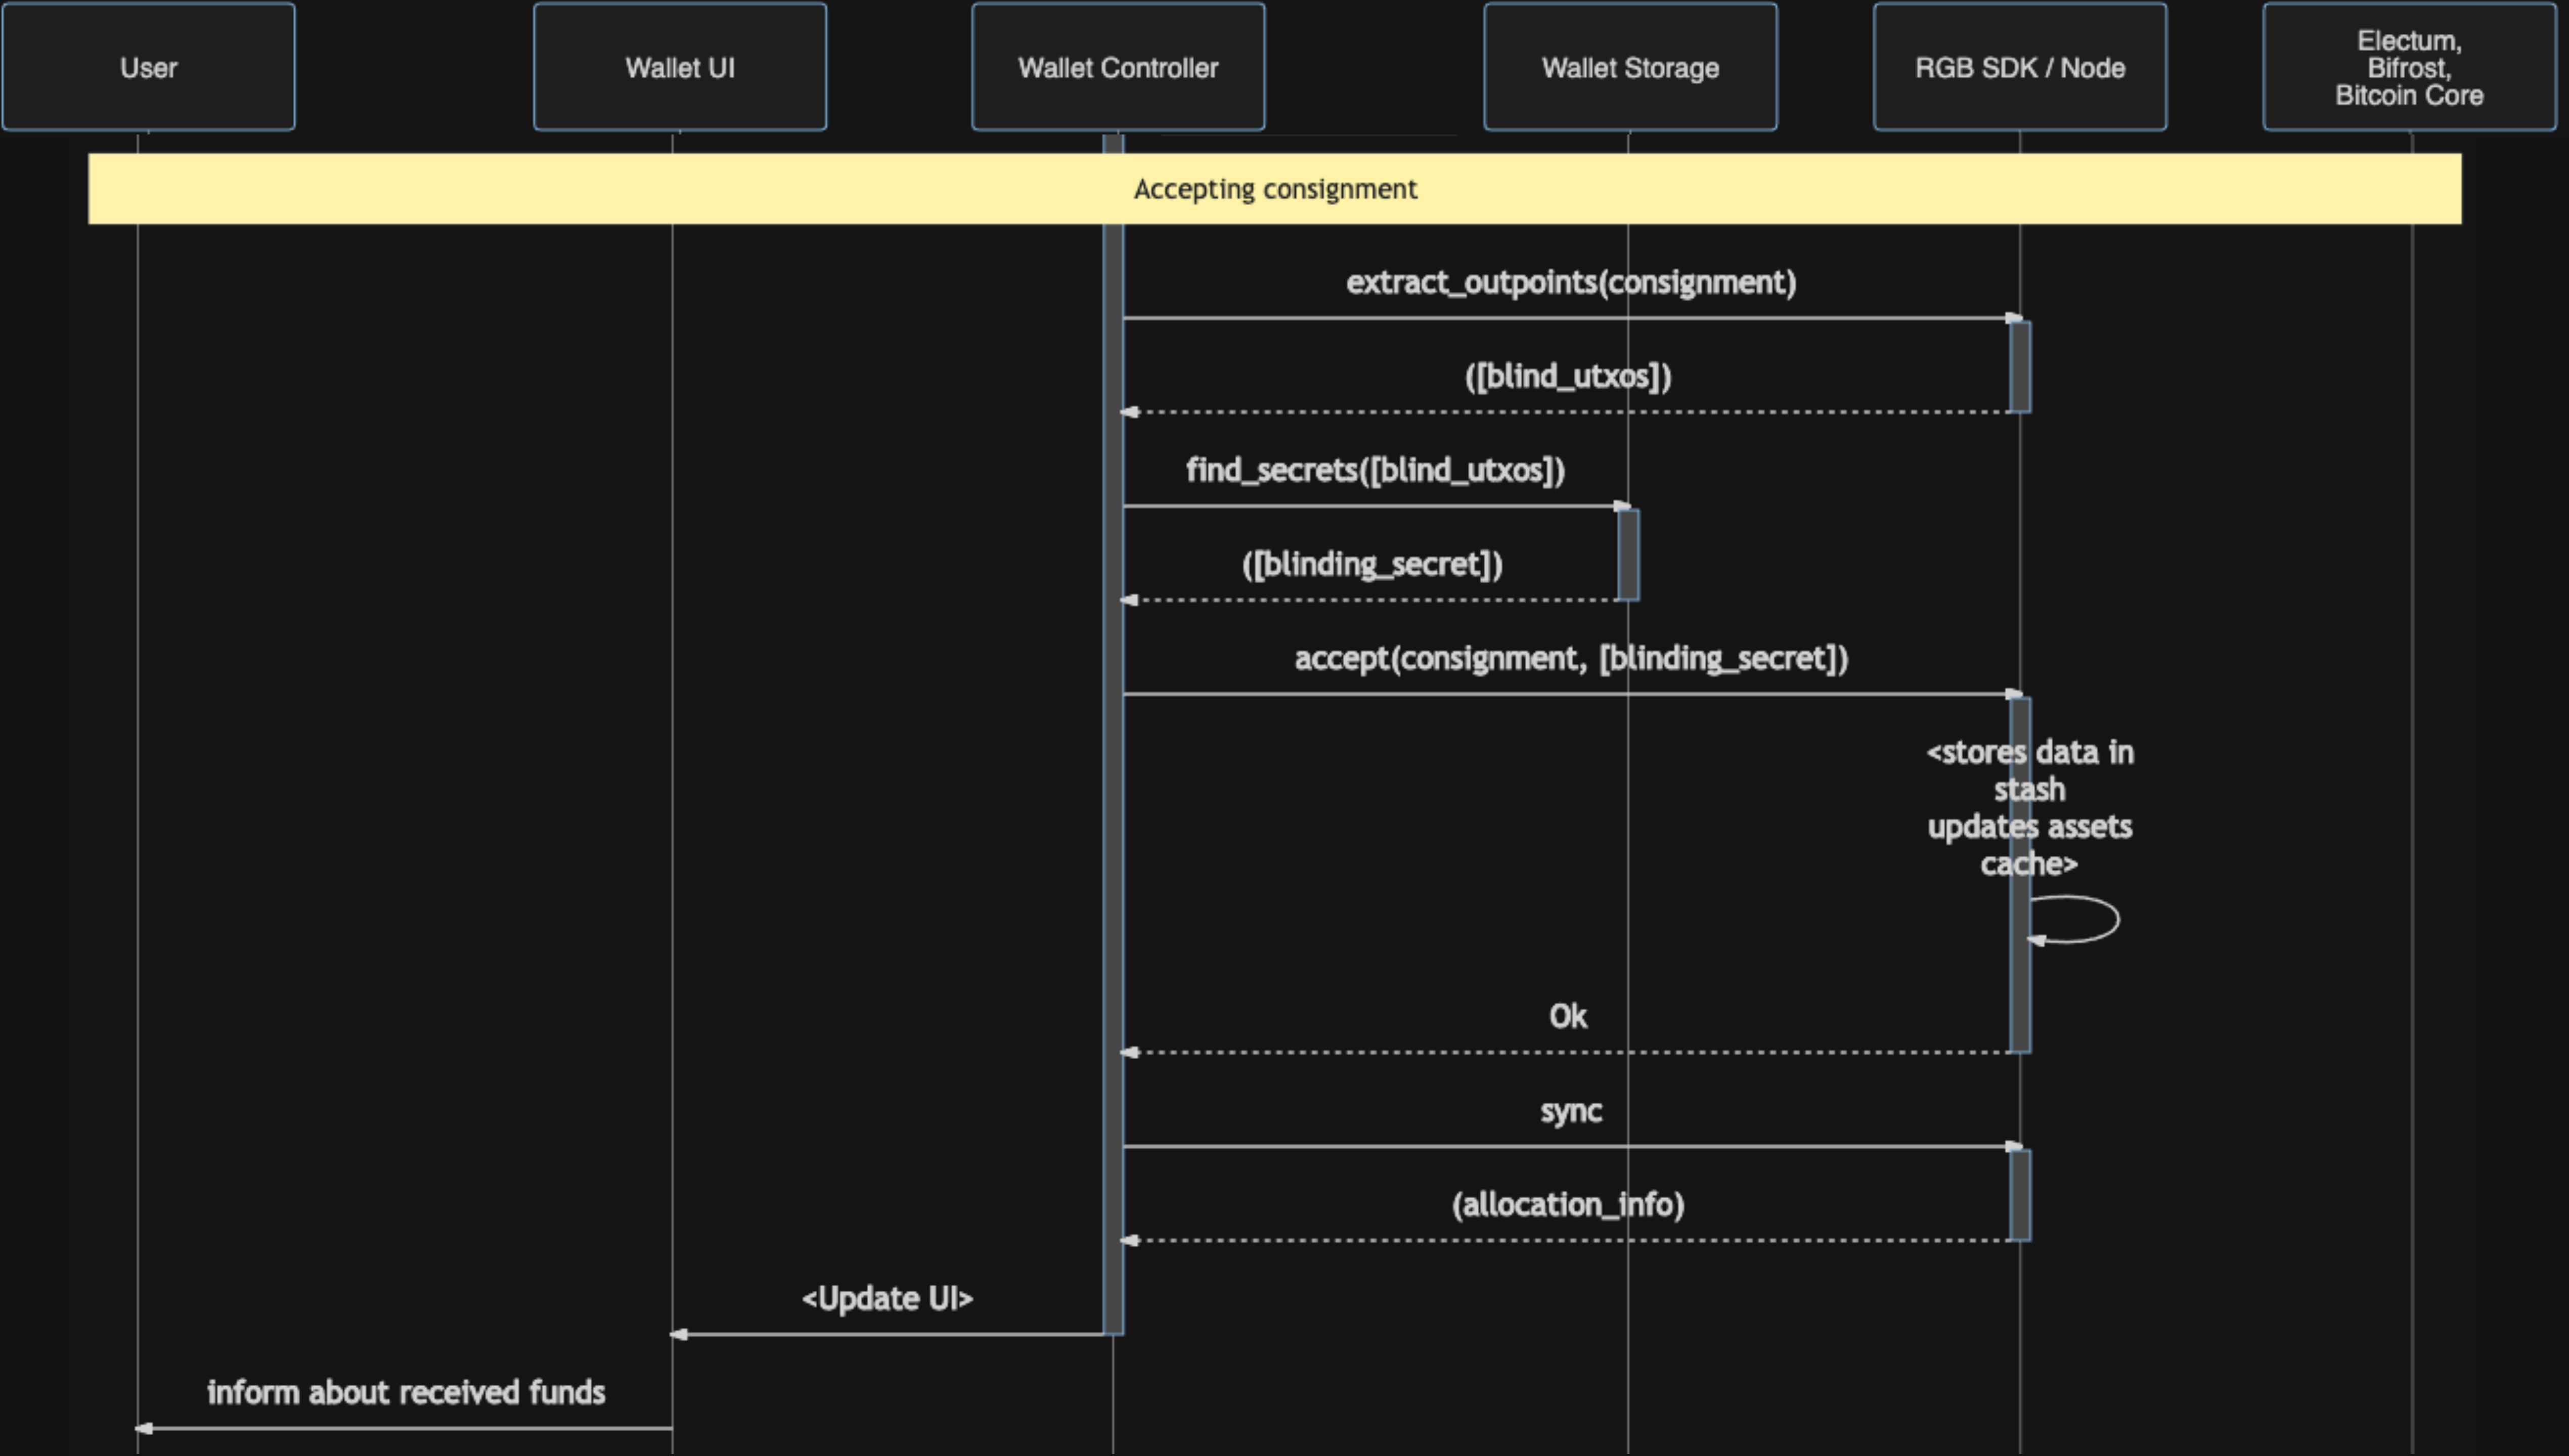 User
Wallet UI
Wallet Controller
Wallet Storage
RGB SDK / Node
Electum,
Bifrost,
Bitcoin Core
Accepting consignment
extract_outpoints(consignment)
([blind_utxos])
find_secrets([blind_utxos])
([blinding_secret])
accept(consignment, [blinding_secret])
<stores data in
stash
updates assets
cache>
Ok
sync
(allocation_info)
<Update UI>
inform about received funds